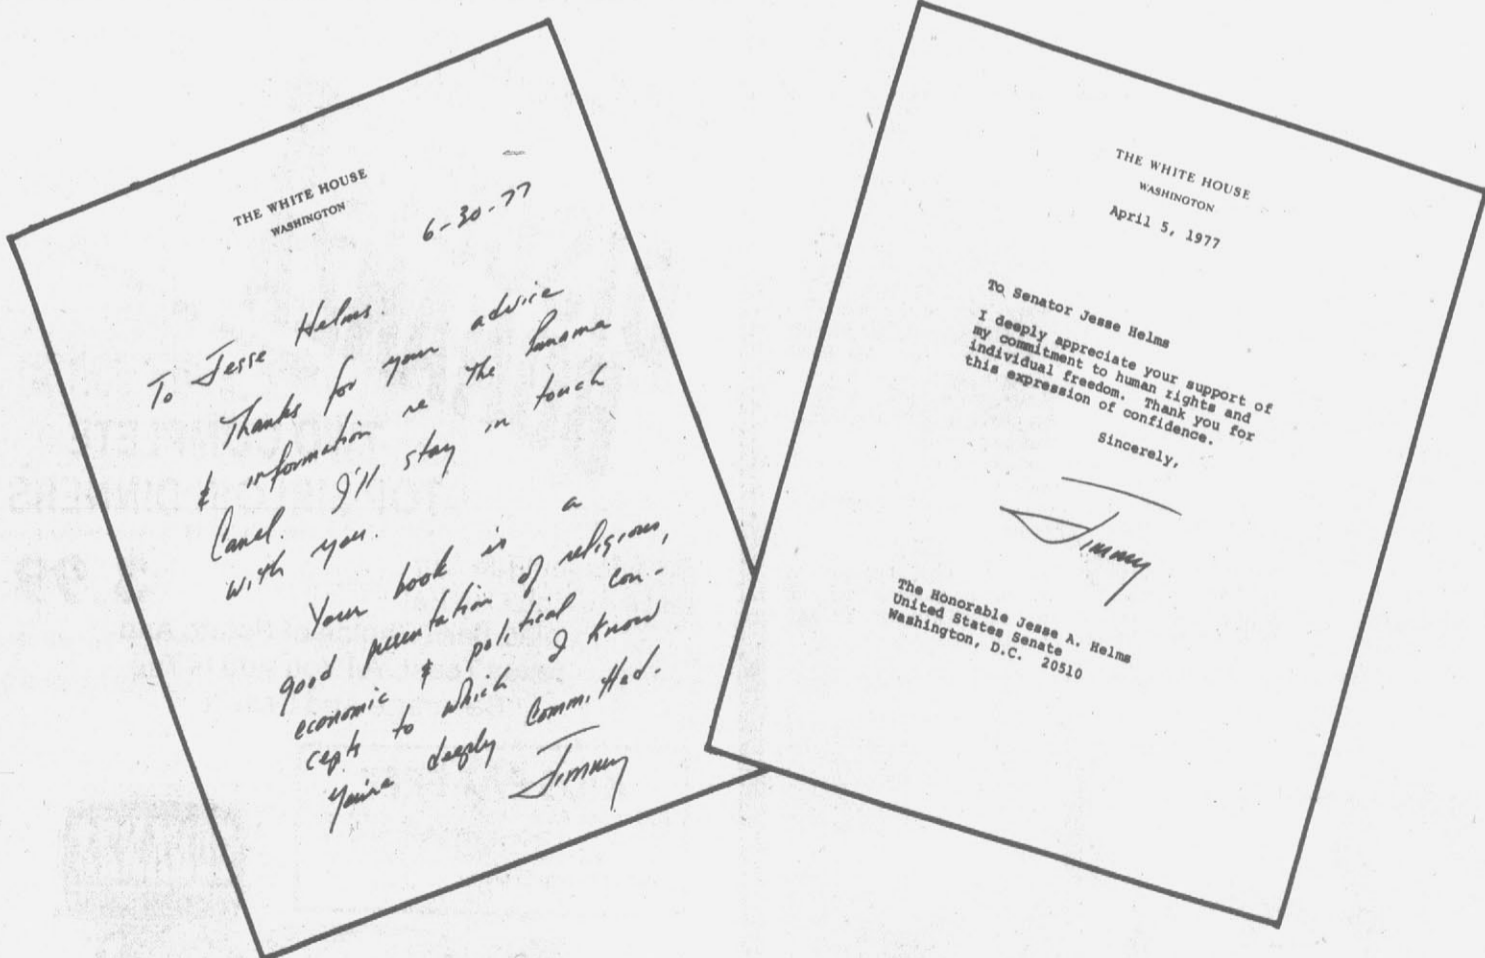 THE WHITE HOUSE
WASHINGTON
6-30-77
To Jesse Helms
Thanks for your advice
& information re the Panama
Canal. I'll stay in touch
with you.
Your book is a
good presentation of religious,
economic & political con-
cepts to which I know
you're deeply committed.
Jimmy
THE WHITE HOUSE
WASHINGTON
April 5, 1977
To Senator Jesse Helms
I deeply appreciate your support of
my commitment to human rights and
individual freedom. Thank you for
this expression of confidence.
Sincerely,
Jimmy
The Honorable Jesse A. Helms
United States Senate
Washington, D.C. 20510